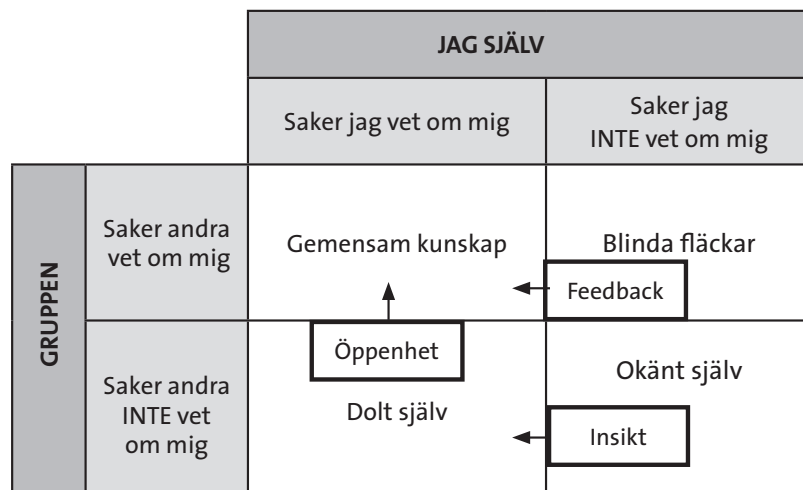 JAG SJÄLV
Saker jag vet om mig
Saker jag
INTE vet om mig
GRUPPEN
Saker andra
vet om mig
Gemensam kunskap
Blinda fläckar
Feedback
Öppenhet
Saker andra
INTE vet
om mig
Dolt själv
Okänt själv
Insikt